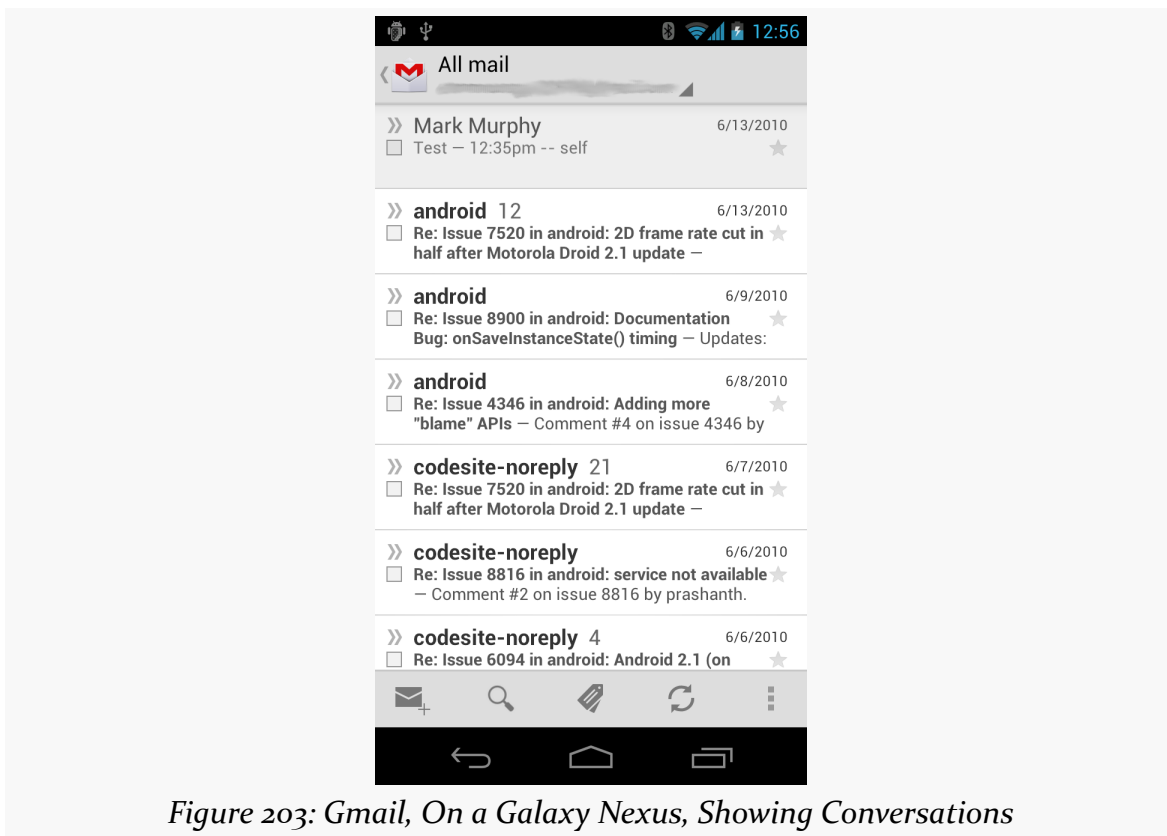 12:56
All mail
Mark Murphy 6/13/2010
Test — 12:35pm -- self
android 12 6/13/2010
Re: Issue 7520 in android: 2D frame rate cut in
half after Motorola Droid 2.1 update —
android 6/9/2010
Re: Issue 8900 in android: Documentation
Bug: onSaveInstanceState() timing — Updates:
android 6/8/2010
Re: Issue 4346 in android: Adding more
"blame" APIs — Comment #4 on issue 4346 by
codesite-noreply 21 6/7/2010
Re: Issue 7520 in android: 2D frame rate cut in
half after Motorola Droid 2.1 update —
codesite-noreply 6/6/2010
Re: Issue 8816 in android: service not available
— Comment #2 on issue 8816 by prashanth.
codesite-noreply 4 6/6/2010
Re: Issue 6094 in android: Android 2.1 (on
Figure 203: Gmail, On a Galaxy Nexus, Showing Conversations